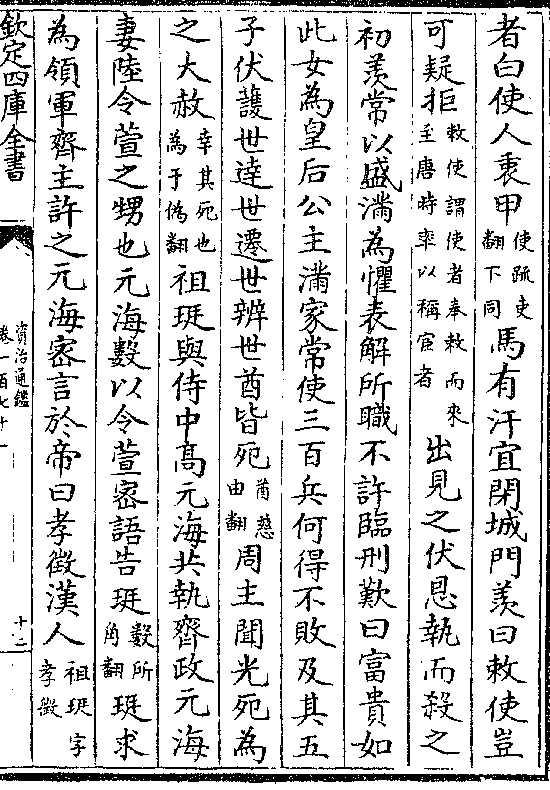 者白使人衷甲使疏吏翻下同馬有汗宜閉城門羨曰敕使豈
可疑拒敕使謂使者奉敕而來至唐時率以稱宦者出見之伏恩執而殺之
初羨常以盛滿為懼表解所職不許臨刑歎曰富貴如
此女為皇后公主滿家常使三百兵何得不敗及其五
子伏護世達世遷世辨世酋皆死酋慈由翻周主聞光死為
之大赦幸其死也為于偽翻祖珽與侍中高元海共執齊政元海
妻陸令萱之甥也元海數以令萱密語告珽數所角翻珽求
為領軍齊主許之元海密言於帝曰孝徵漢人祖珽字孝徵
欽定四庫全書
資治通鑑
卷一百七十一
十二